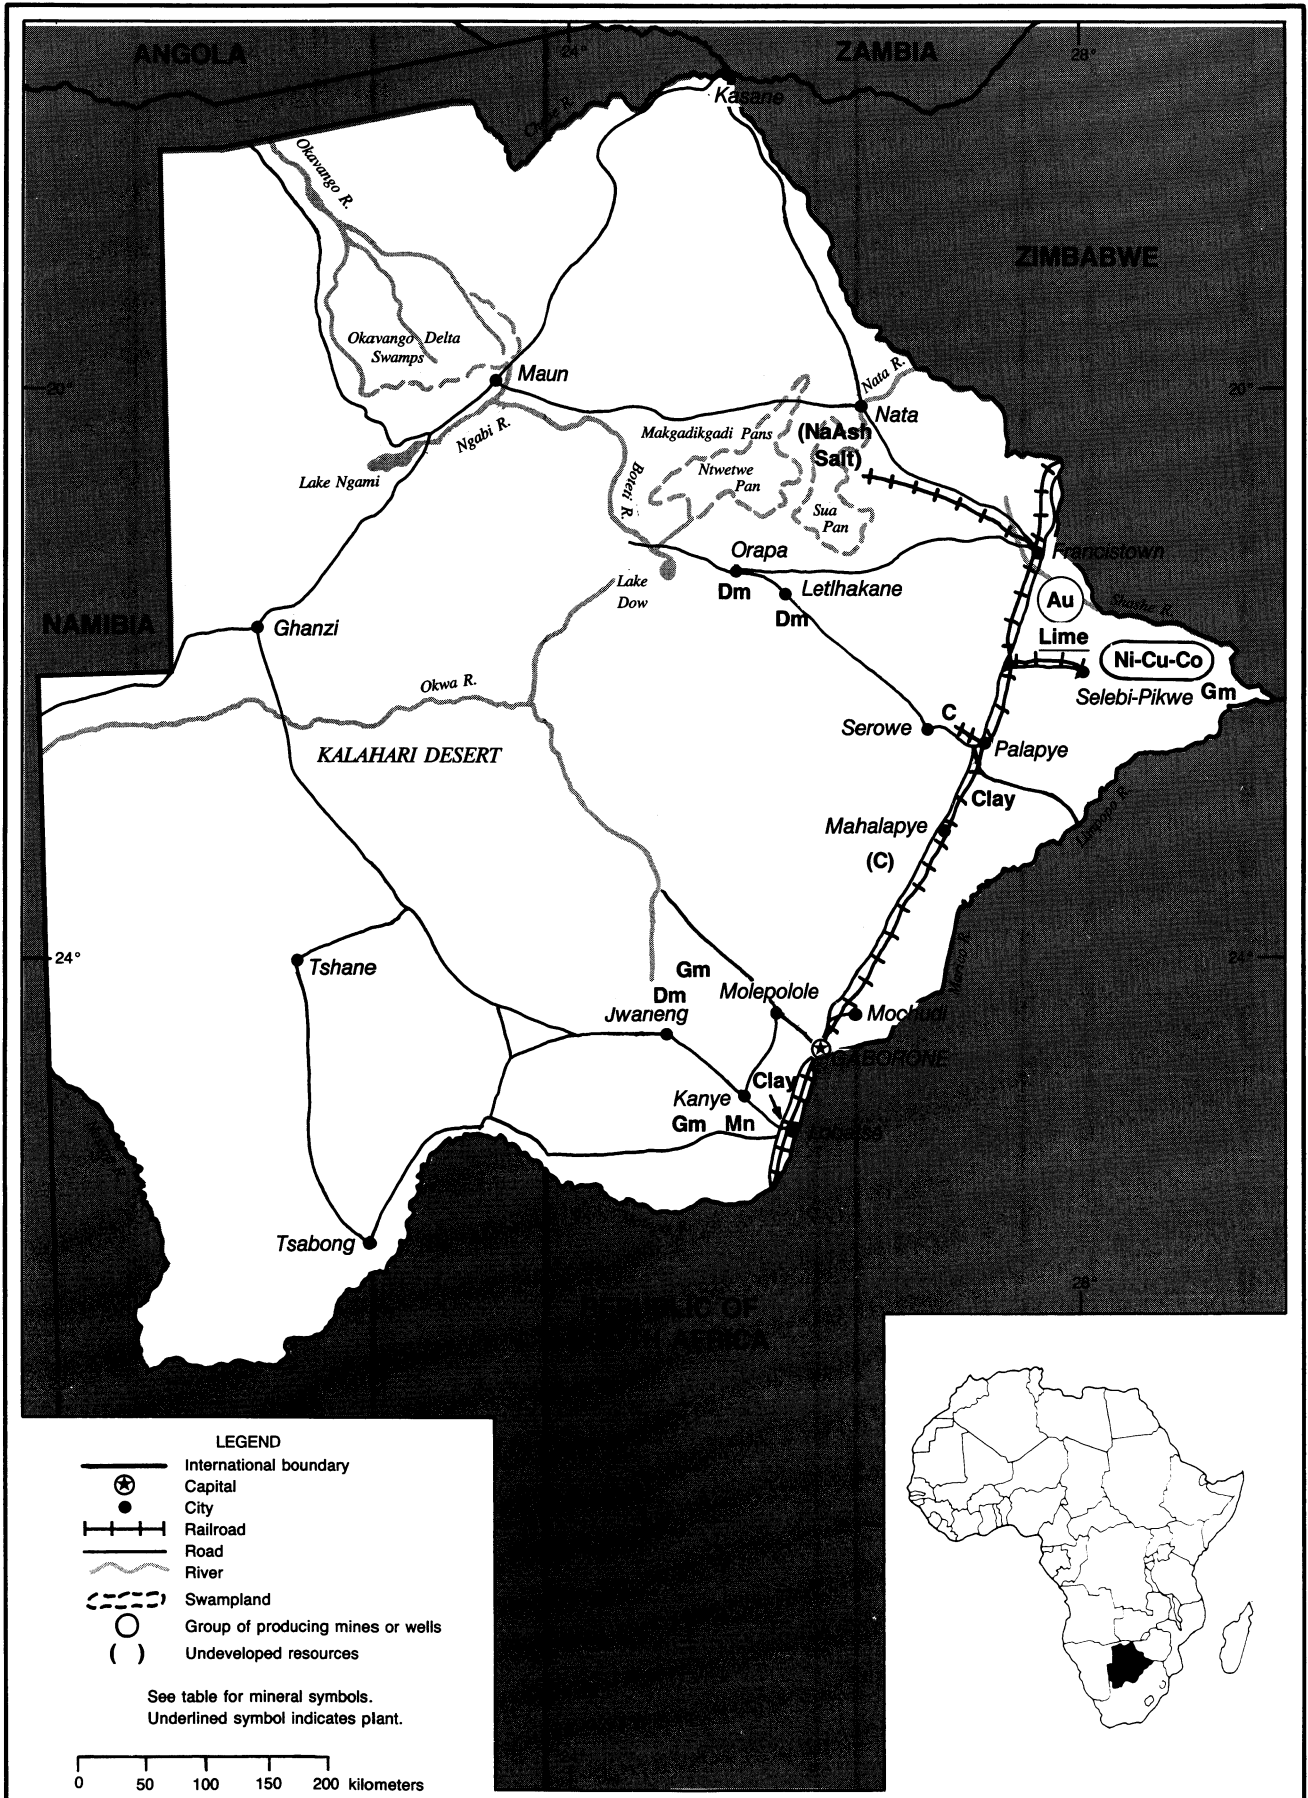 ANGOLA
24°
ZAMBIA
28°
Kasane
Okavango R.
ZIMBABWE
Okavango Delta
Swamps
Maun
20°
20°
Nata R.
Nata
Ngabi R.
Makgadikgadi Pans
(NaAsh
Salt)
Lake Ngami
Boteti R.
Ntwetwe
Pan
Sua
Pan
Orapa
Francistown
Dm
Letlhakane
Lake
Dow
Dm
Au
Shashe R.
NAMIBIA
Ghanzi
Lime
Ni-Cu-Co
Okwa R.
Selebi-Pikwe
Gm
C
Serowe
KALAHARI DESERT
Palapye
Clay
Limpopo R.
Mahalapye
(C)
24°
24°
Tshane
Gm
Dm
Molepolole
Jwaneng
Mochudi
GABORONE
Clay
Kanye
Gm
Mn
Tsabong
28°
REPUBLIC OF
AFRICA
LEGEND
International boundary
Capital
City
Railroad
Road
River
Swampland
Group of producing mines or wells
( ) Undeveloped resources
See table for mineral symbols.
Underlined symbol indicates plant.
0 50 100 150 200 kilometers